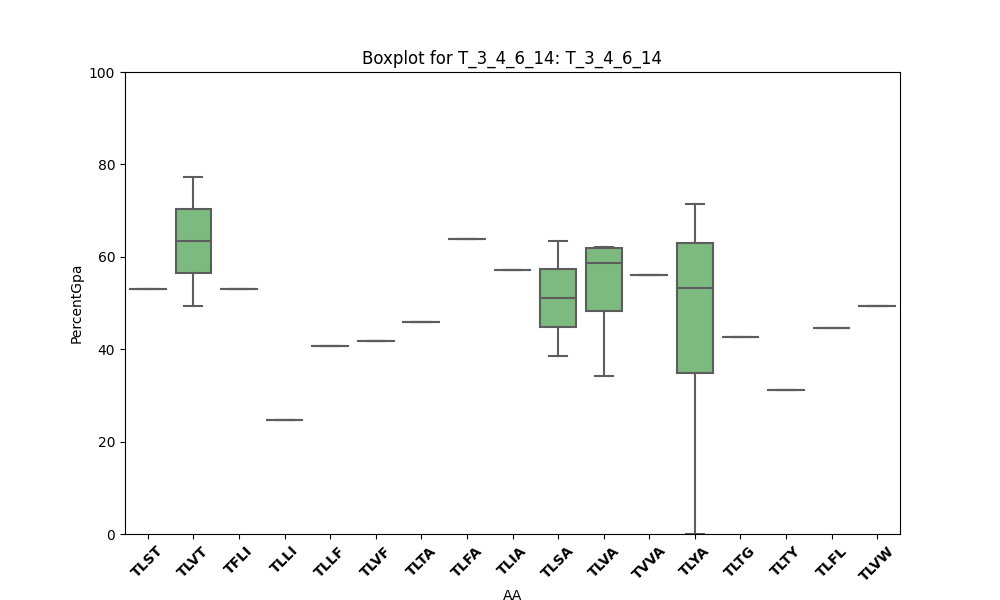 Boxplot for T_3_4_6_14: T_3_4_6_14
PercentGpa
100
80
60
40
20
0
TLST
TLVT
TFLI
TLLI
TLLF
TLVF
TLTA
TLFA
TLIA
TLSA
TLVA
TVVA
TLYA
TLTG
TLTY
TLFL
TLVW
AA